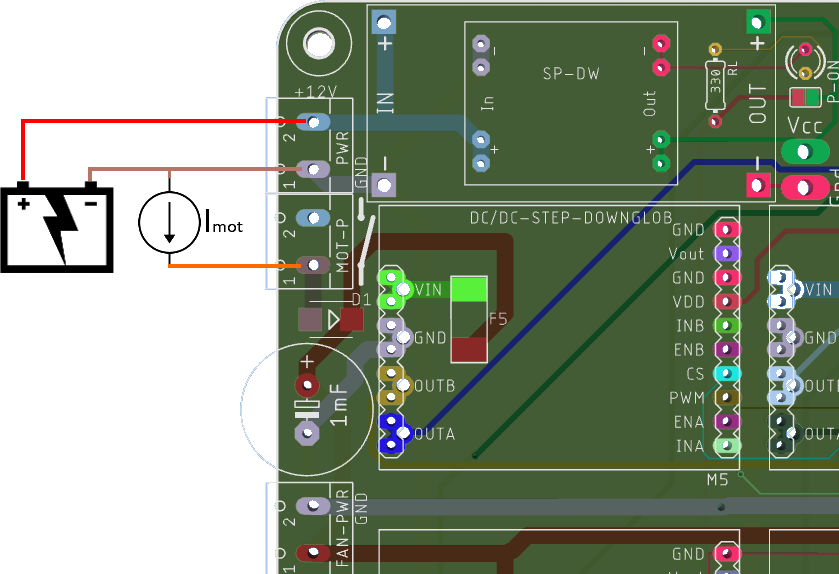 +12V
2
1
PWR
GND
+
IN
-
SP-DW
-
In
+
-
Out
+
330
RL
+
OUT
-
P-ON
Vcc
+ -
Imot
2
1
MOT-P
DC/DC-STEP-DOWNGLOB
GND
Vout
GND
VDD
INB
ENB
CS
PWM
ENA
INA
M5
D1
VIN
GND
OUTB
OUTA
F5
+
1mF
VIN
GND
OUTA
2
1
FAN-PWR
GND
GND